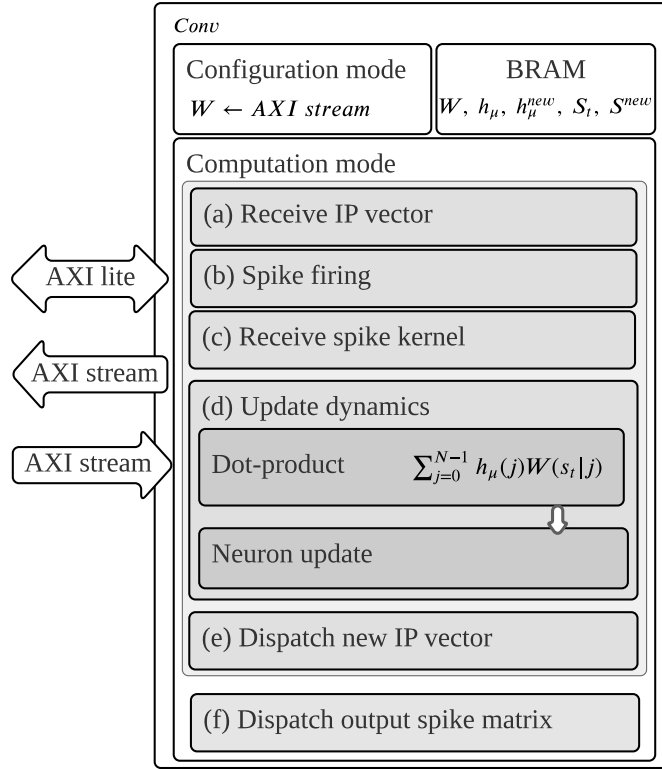 Conv
Configuration mode
W ← AXI stream
BRAM
W, h_μ, h_μ^{new}, S_t, S^{new}
Computation mode
(a) Receive IP vector
(b) Spike firing
(c) Receive spike kernel
(d) Update dynamics
Dot-product ∑_{j=0}^{N−1} h_μ(j)W(s_t|j)
Neuron update
(e) Dispatch new IP vector
(f) Dispatch output spike matrix
AXI lite
AXI stream
AXI stream